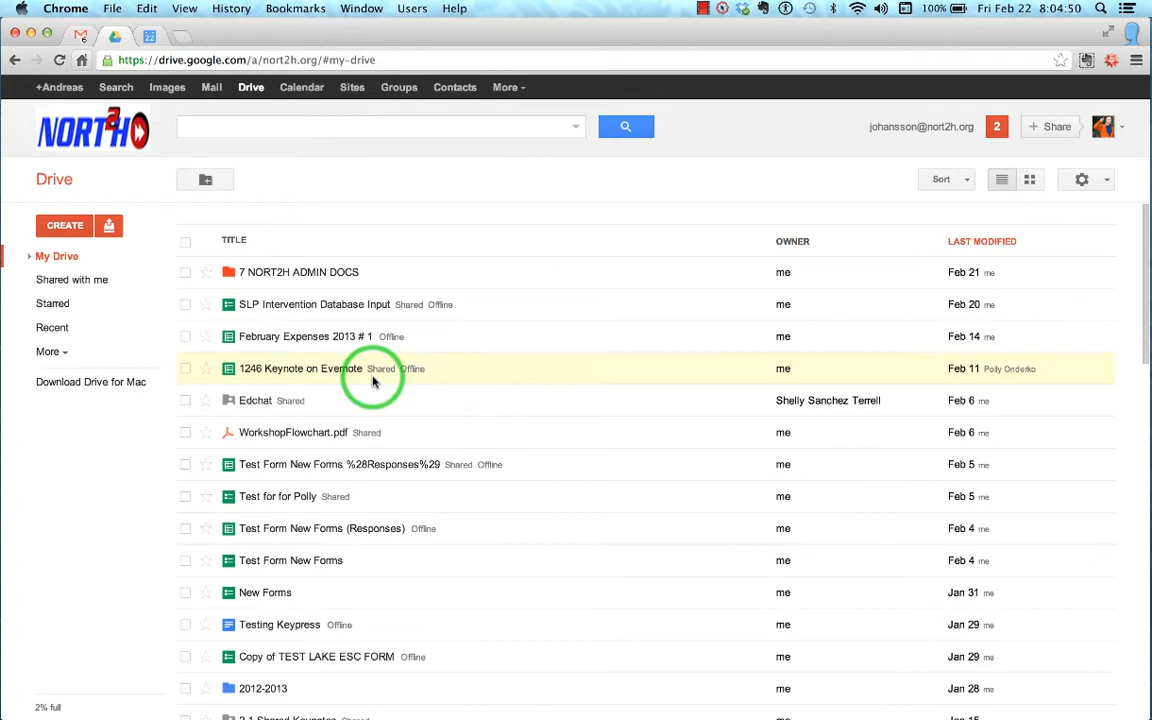 Chrome File Edit View History Bookmarks Window Users Help 100% Fri Feb 22 8:04:50
6 22
https://drive.google.com/a/nort2h.org/#my-drive
+Andreas Search Images Mail Drive Calendar Sites Groups Contacts More
NORT2H johansson@nort2h.org 2 + Share
Drive Sort
CREATE
TITLE OWNER LAST MODIFIED
My Drive
7 NORT2H ADMIN DOCS me Feb 21 me
Shared with me
SLP Intervention Database Input Shared Offline me Feb 20 me
Starred
Recent
February Expenses 2013 # 1 Offline me Feb 14 me
More
1246 Keynote on Evernote Shared Offline me Feb 11 Polly Onderko
Download Drive for Mac
Edchat Shared Shelly Sanchez Terrell Feb 6 me
WorkshopFlowchart.pdf Shared me Feb 6 me
Test Form New Forms %28Responses%29 Shared Offline me Feb 5 me
Test for for Polly Shared me Feb 5 me
Test Form New Forms (Responses) Offline me Feb 4 me
Test Form New Forms me Feb 4 me
New Forms me Jan 31 me
Testing Keypress Offline me Jan 29 me
Copy of TEST LAKE ESC FORM Offline me Jan 29 me
2012-2013 me Jan 28 me
2% full